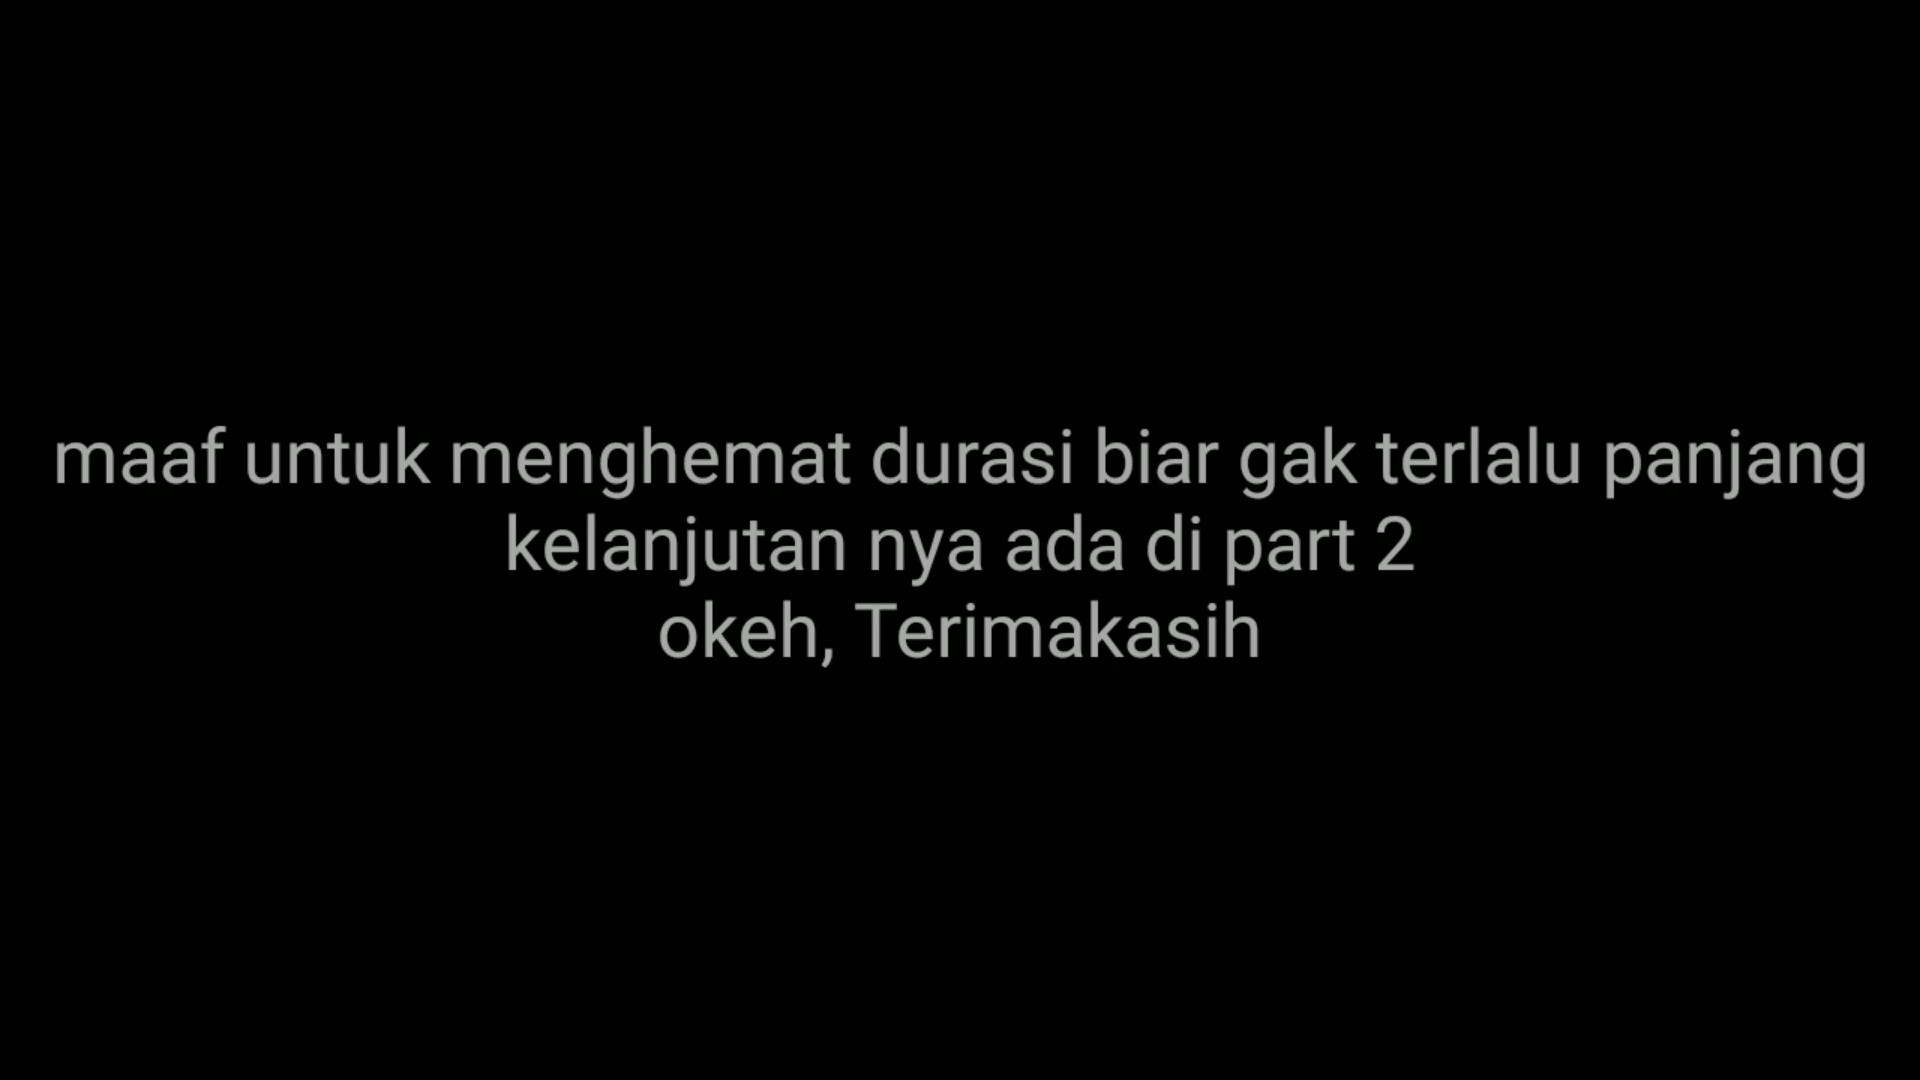 maaf untuk menghemat durasi biar gak terlalu panjang
kelanjutan nya ada di part 2
okeh, Terimakasih